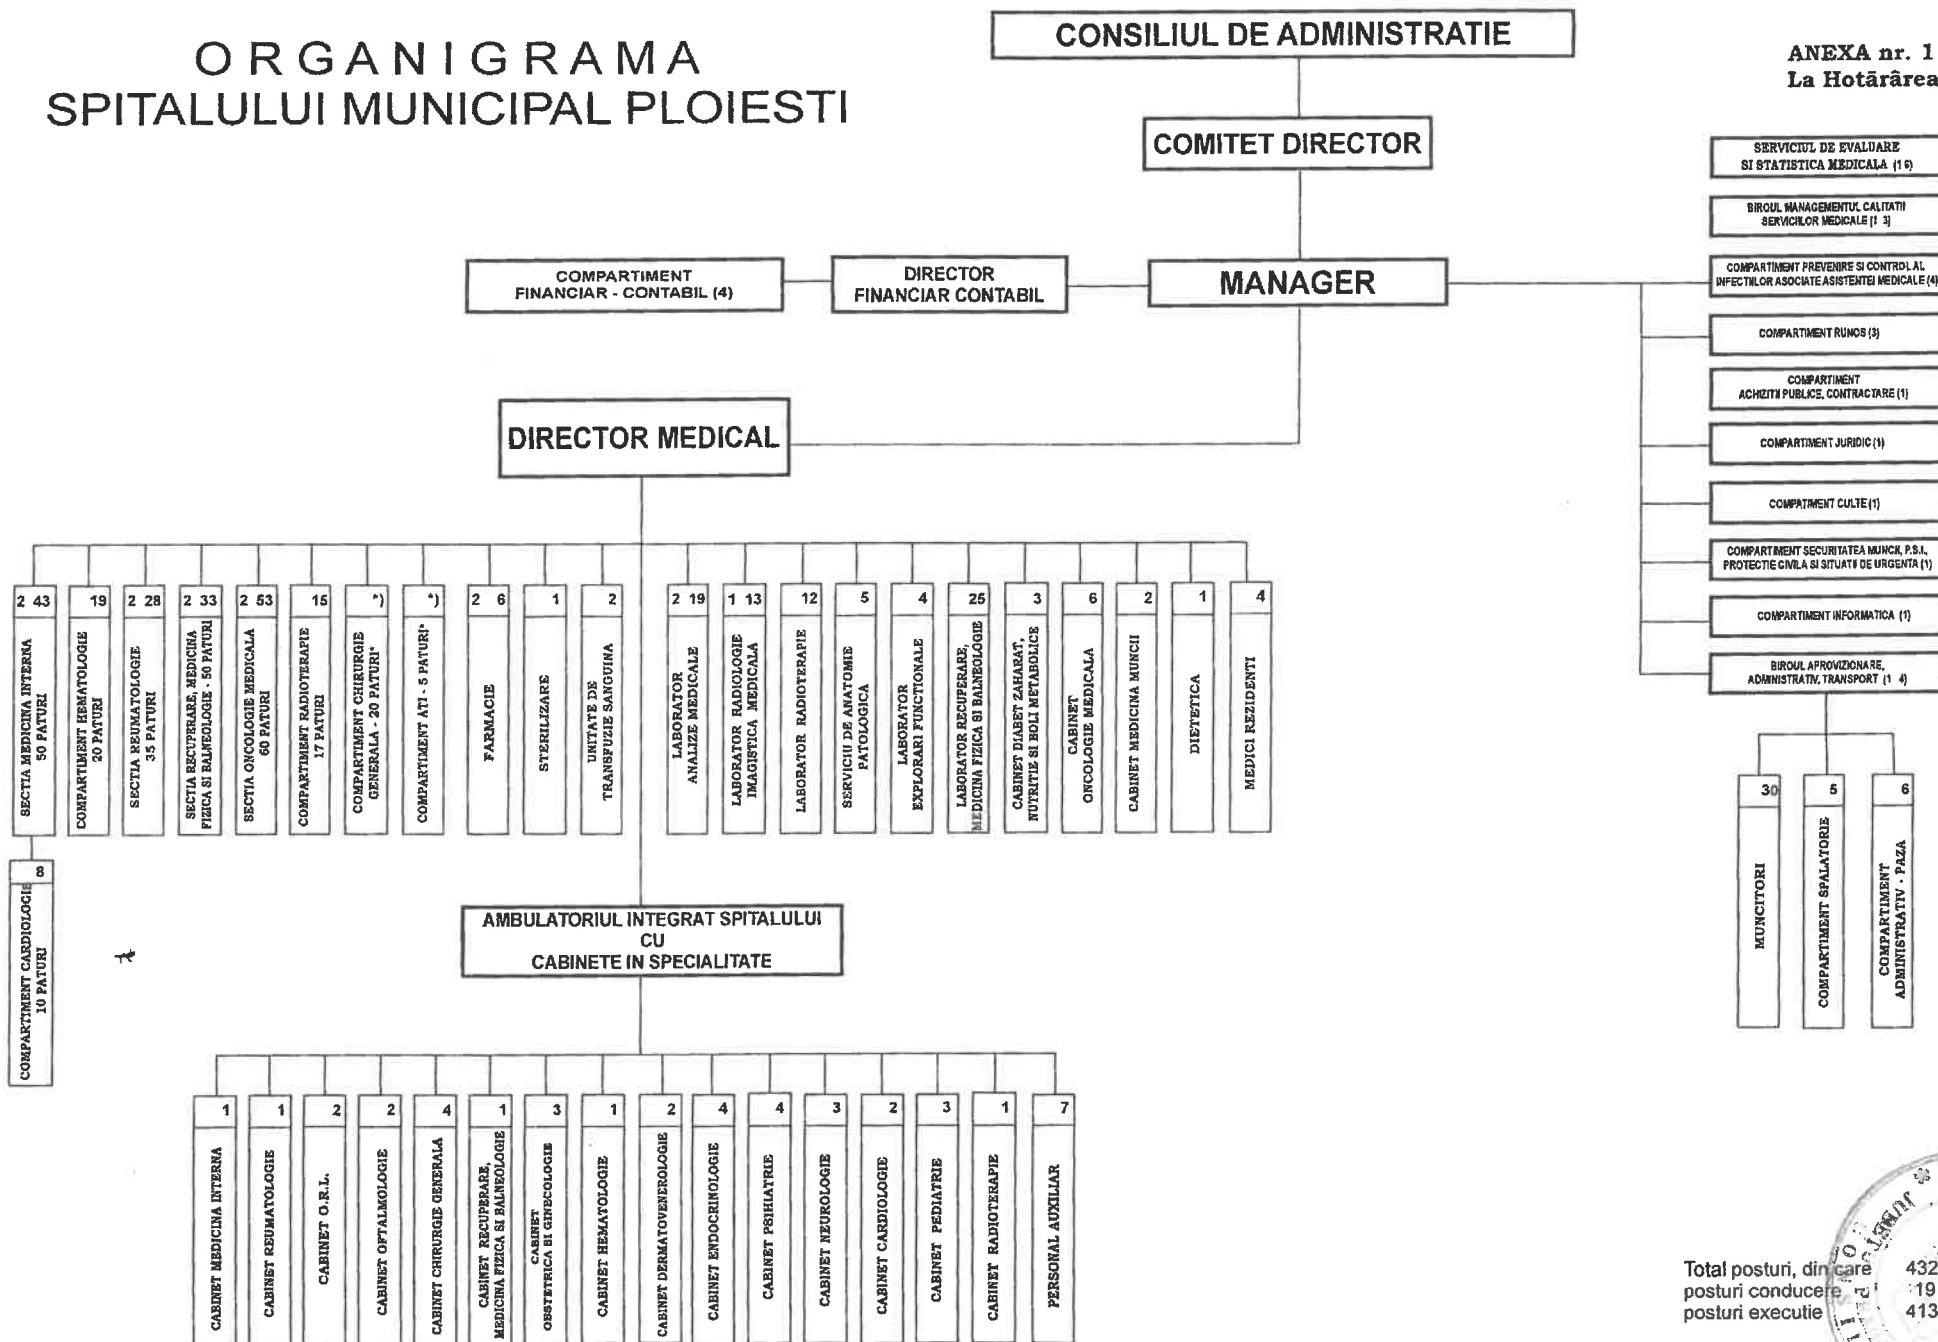 ORGANIGRAMA
SPITALULUI MUNICIPAL PLOIESTI
CONSILIUL DE ADMINISTRATIE
ANEXA nr. 1
La Hotărârea
COMITET DIRECTOR
MANAGER
DIRECTOR
FINANCIAR CONTABIL
COMPARTIMENT
FINANCIAR - CONTABIL (4)
SERVICIUL DE EVALUARE
SI STATISTICA MEDICALA (1 6)
BIROUL MANAGEMENTUL CALITATII
SERVICIILOR MEDICALE (1 3)
COMPARTIMENT PREVENIRE SI CONTROL AL
INFECTIILOR ASOCIATE ASISTENTEI MEDICALE (4)
COMPARTIMENT RUNOS (3)
COMPARTIMENT
ACHIZITII PUBLICE, CONTRACTARE (1)
COMPARTIMENT JURIDIC (1)
COMPATIMENT CULTE (1)
COMPARTIMENT SECURITATEA MUNCII, P.S.I.,
PROTECTIE CIVILA SI SITUATII DE URGENTA (1)
COMPARTIMENT INFORMATICA (1)
BIROUL APROVIZIONARE,
ADMINISTRATIV, TRANSPORT (1 4)
30
MUNCITORI
5
COMPARTIMENT SPALATORIE
6
COMPARTIMENT
ADMINISTRATIV - PAZA
DIRECTOR MEDICAL
2 43
SECTIA MEDICINA INTERNA
50 PATURI
8
COMPARTIMENT CARDIOLOGIE
10 PATURI
19
COMPARTIMENT HEMATOLOGIE
20 PATURI
2 28
SECTIA REUMATOLOGIE
35 PATURI
2 33
SECTIA RECUPERARE, MEDICINA
FIZICA SI BALNEOLOGIE - 50 PATURI
2 53
SECTIA ONCOLOGIE MEDICALA
60 PATURI
15
COMPARTIMENT RADIOTERAPIE
17 PATURI
*)
COMPARTIMENT CHIRURGIE
GENERALA - 20 PATURI*
*)
COMPARTIMENT ATI - 5 PATURI*
2 6
FARMACIE
1
STERILIZARE
2
UNITATE DE
TRANSFUZIE SANGUINA
2 19
LABORATOR
ANALIZE MEDICALE
1 13
LABORATOR RADIOLOGIE
IMAGISTICA MEDICALA
12
LABORATOR RADIOTERAPIE
5
SERVICIU DE ANATOMIE
PATOLOGICA
4
LABORATOR
EXPLORARI FUNCTIONALE
25
LABORATOR RECUPERARE,
MEDICINA FIZICA SI BALNEOLOGIE
3
CABINET DIABET ZAHARAT,
NUTRITIE SI BOLI METABOLICE
6
CABINET
ONCOLOGIE MEDICALA
2
CABINET MEDICINA MUNCII
1
DIETETICA
4
MEDICI REZIDENTI
AMBULATORIUL INTEGRAT SPITALULUI
CU
CABINETE IN SPECIALITATE
1
CABINET MEDICINA INTERNA
1
CABINET REUMATOLOGIE
2
CABINET O.R.L.
2
CABINET OFTALMOLOGIE
4
CABINET CHIRURGIE GENERALA
1
CABINET RECUPERARE,
MEDICINA FIZICA SI BALNEOLOGIE
3
CABINET
OBSTETRICA SI GINECOLOGIE
1
CABINET HEMATOLOGIE
2
CABINET DERMATOVENEROLOGIE
4
CABINET ENDOCRINOLOGIE
4
CABINET PSIHIATRIE
3
CABINET NEUROLOGIE
2
CABINET CARDIOLOGIE
3
CABINET PEDIATRIE
1
CABINET RADIOTERAPIE
7
PERSONAL AUXILIAR
Total posturi, din care 432
posturi conducere 19
posturi executie 413